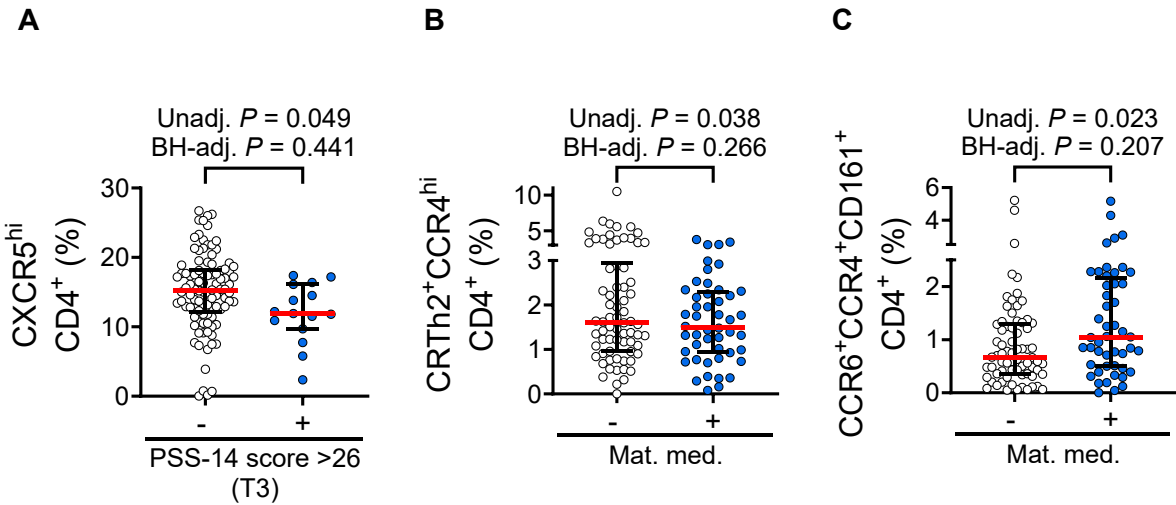 A
Unadj. P = 0.049
BH-adj. P = 0.441
CXCR5hi
CD4+ (%)
30
20
10
0
-
+
PSS-14 score >26
(T3)
B
Unadj. P = 0.038
BH-adj. P = 0.266
CRTh2+CCR4hi
CD4+ (%)
10
5
3
2
1
0
-
+
Mat. med.
C
Unadj. P = 0.023
BH-adj. P = 0.207
CCR6+CCR4+CD161+
CD4+ (%)
6
4
2
1
0
-
+
Mat. med.